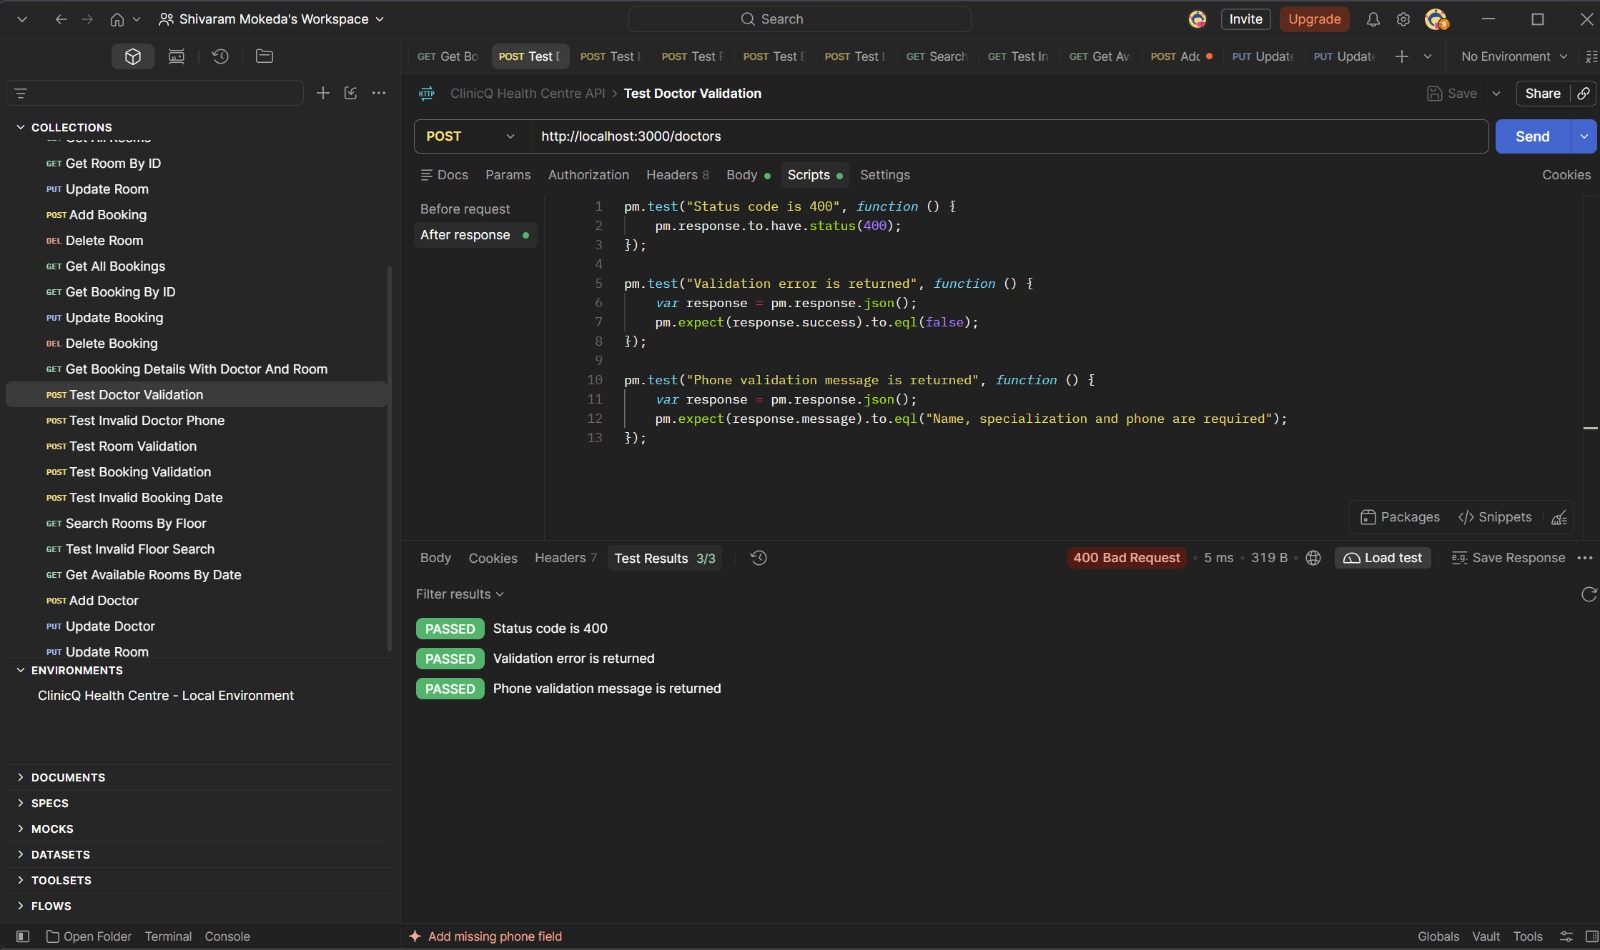 Shivaram Mokeda's Workspace
Search
Invite
Upgrade
GET Get Bo
POST Test
POST Test
POST Test
POST Test
POST Test
GET Search
GET Test In
GET Get Av
POST Adc
PUT Update
PUT Update
No Environment
HTTP
ClinicQ Health Centre API > Test Doctor Validation
Save
Share
COLLECTIONS
GET Get All Rooms
GET Get Room By ID
PUT Update Room
POST Add Booking
DEL Delete Room
GET Get All Bookings
GET Get Booking By ID
PUT Update Booking
DEL Delete Booking
GET Get Booking Details With Doctor And Room
POST Test Doctor Validation
POST Test Invalid Doctor Phone
POST Test Room Validation
POST Test Booking Validation
POST Test Invalid Booking Date
GET Search Rooms By Floor
GET Test Invalid Floor Search
GET Get Available Rooms By Date
POST Add Doctor
PUT Update Doctor
PUT Update Room
ENVIRONMENTS
ClinicQ Health Centre - Local Environment
DOCUMENTS
SPECS
MOCKS
DATASETS
TOOLSETS
FLOWS
POST
http://localhost:3000/doctors
Send
Docs
Params
Authorization
Headers 8
Body
Scripts
Settings
Cookies
Before request
After response
1 pm.test("Status code is 400", function () {
2 pm.response.to.have.status(400);
3 });
4
5 pm.test("Validation error is returned", function () {
6 var response = pm.response.json();
7 pm.expect(response.success).to.eql(false);
8 });
9
10 pm.test("Phone validation message is returned", function () {
11 var response = pm.response.json();
12 pm.expect(response.message).to.eql("Name, specialization and phone are required");
13 });
Packages
Snippets
Body
Cookies
Headers 7
Test Results 3/3
400 Bad Request
5 ms
319 B
Load test
e.g. Save Response
Filter results
PASSED Status code is 400
PASSED Validation error is returned
PASSED Phone validation message is returned
Open Folder
Terminal
Console
Add missing phone field
Globals
Vault
Tools